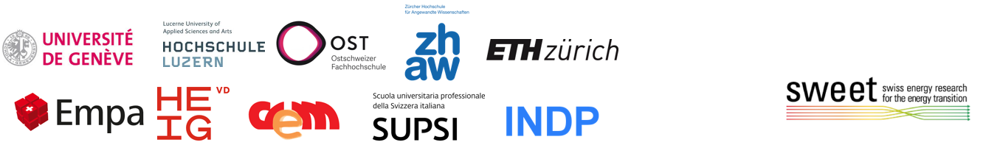 UNIVERSITÉ
DE GENÈVE
Lucerne University of
Applied Sciences and Arts
HOCHSCHULE
LUZERN
OST
Ostschweizer
Fachhochschule
Zürcher Hochschule
für Angewandte Wissenschaften
zh
aw
ETH zürich
Empa
HE VD
IG
cem
Scuola universitaria professionale
della Svizzera italiana
SUPSI
INDP
sweet swiss energy research
for the energy transition